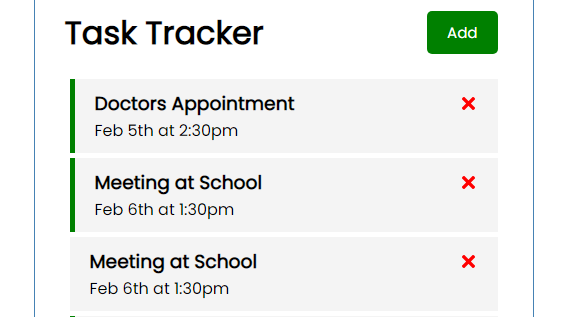 Task Tracker
Add
Doctors Appointment
Feb 5th at 2:30pm
Meeting at School
Feb 6th at 1:30pm
Meeting at School
Feb 6th at 1:30pm